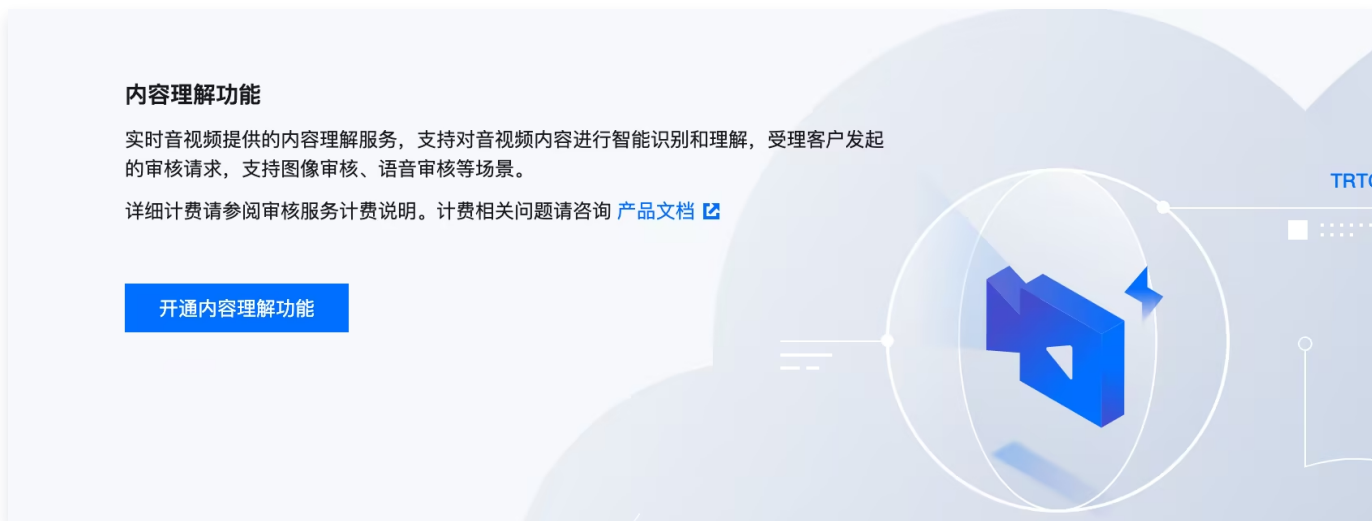 内容理解功能
实时音视频提供的内容理解服务，支持对音视频内容进行智能识别和理解，受理客户发起
的审核请求，支持图像审核、语音审核等场景。
详细计费请参阅审核服务计费说明。计费相关问题请咨询 产品文档
开通内容理解功能